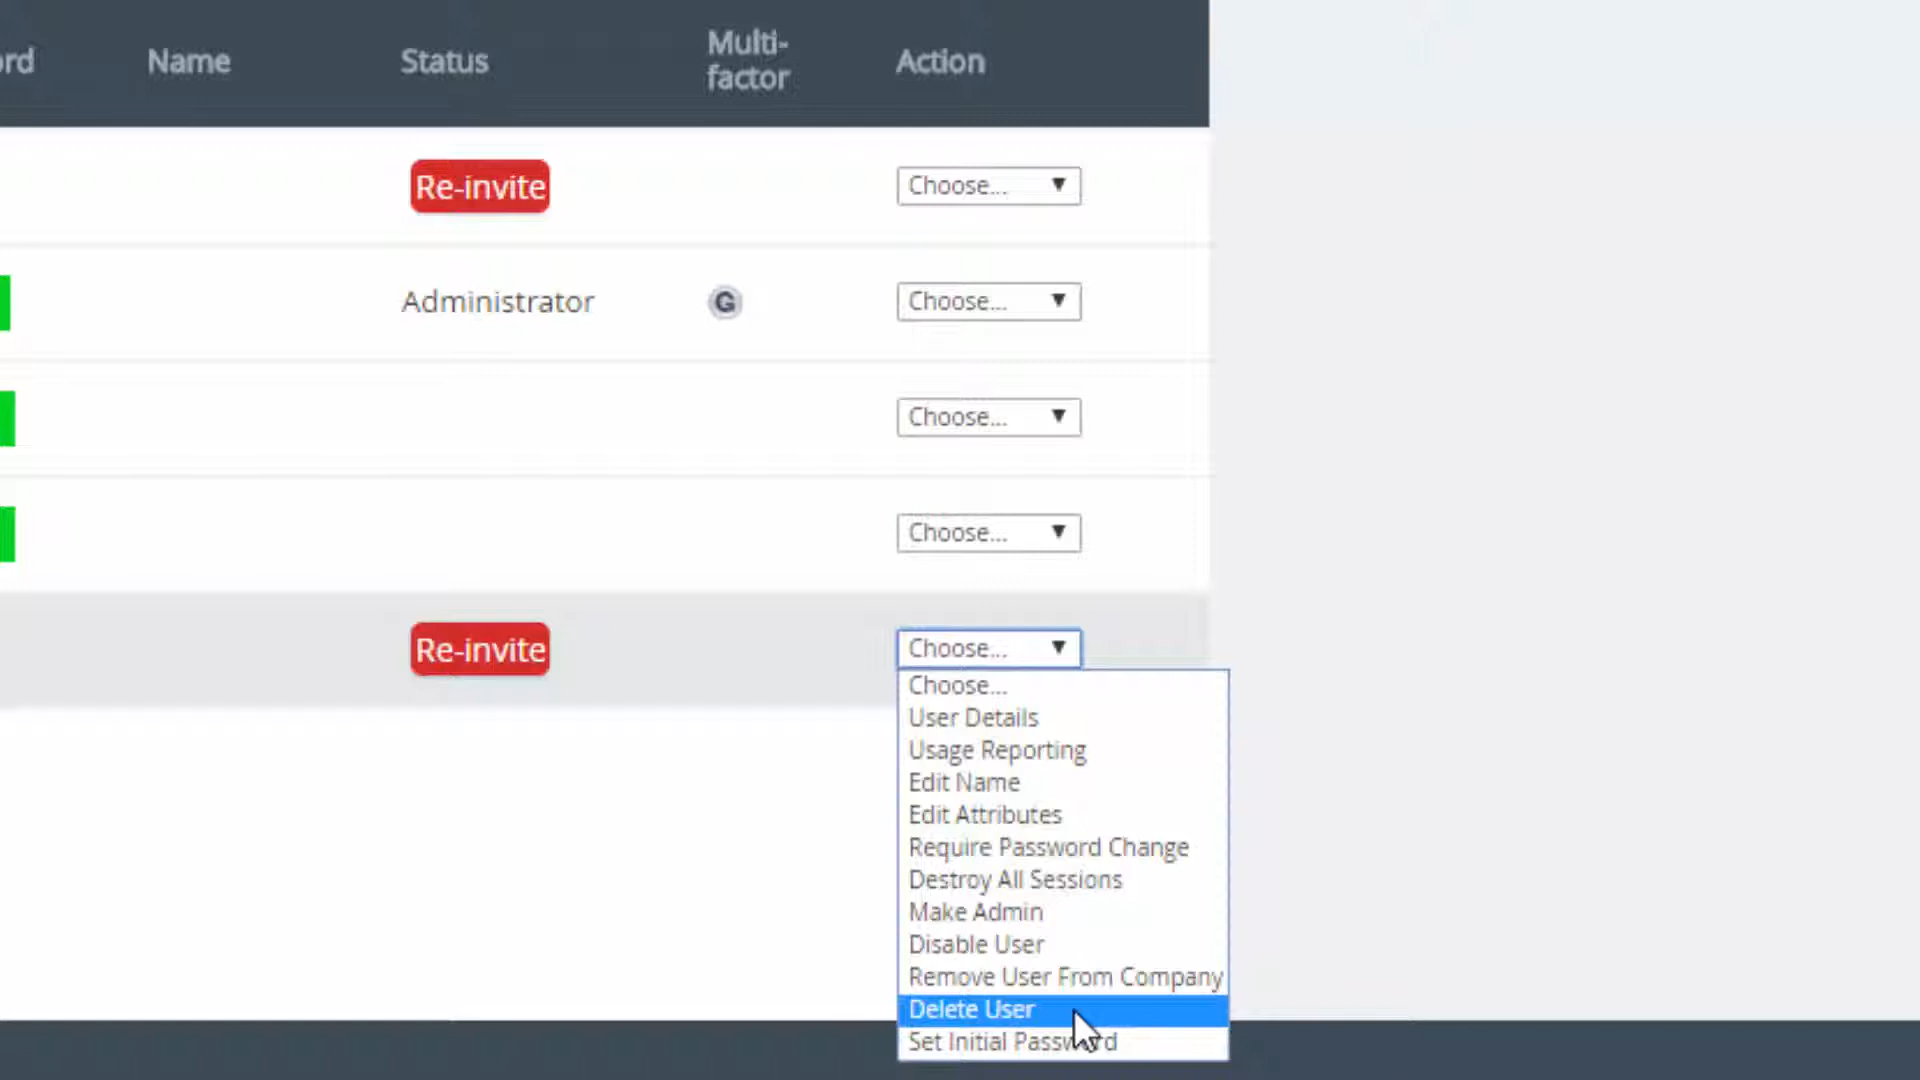 ord Name Status Multi-factor Action
Re-invite Choose...
Administrator G Choose...
Choose...
Choose...
Re-invite Choose...
Choose...
User Details
Usage Reporting
Edit Name
Edit Attributes
Require Password Change
Destroy All Sessions
Make Admin
Disable User
Remove User From Company
Delete User
Set Initial Password